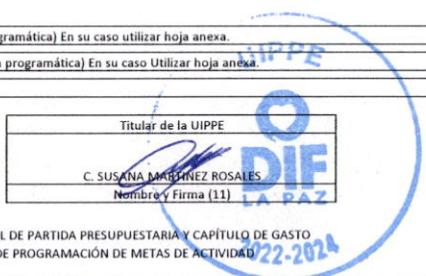 gramática) En su caso utilizar hoja anexa.
programática) En su caso Utilizar hoja anexa.
UIPPE
Titular de la UIPPE
DIF
C. SUSANA MARTINEZ ROSALES
Nombre y Firma (11)
LA PAZ
L DE PARTIDA PRESUPUESTARIA Y CAPÍTULO DE GASTO
DE PROGRAMACIÓN DE METAS DE ACTIVIDAD
2022-2024